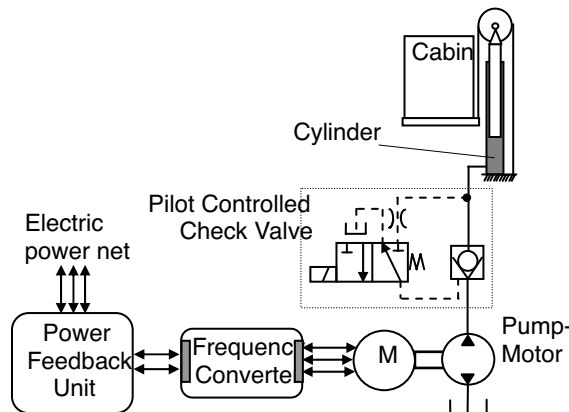 Cabin
Cylinder
Pilot Controlled
Check Valve
Electric
power net
Power
Feedback
Unit
Frequenc
Converte
M
Pump-
Motor